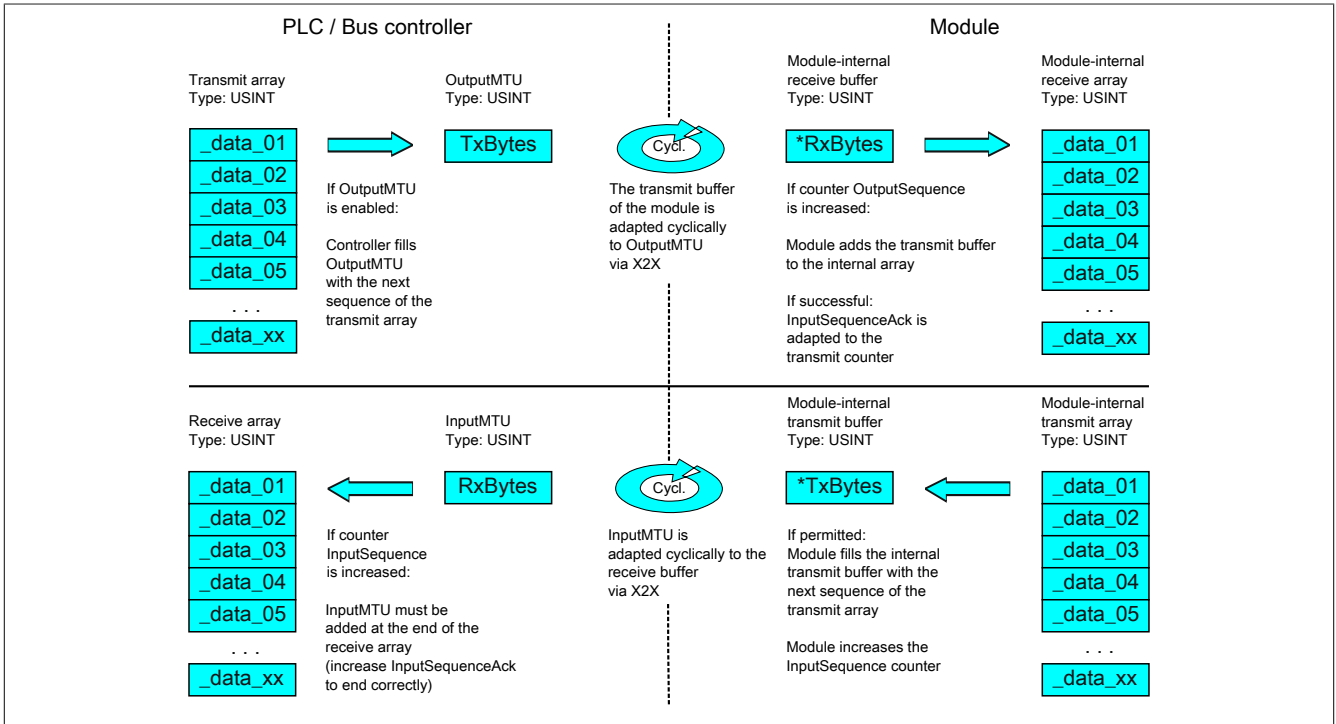 PLC / Bus controller
Module
Transmit array
Type: USINT
OutputMTU
Type: USINT
Module-internal
receive buffer
Type: USINT
Module-internal
receive array
Type: USINT
_data_01
_data_02
_data_03
_data_04
_data_05
. . .
_data_xx
If OutputMTU
is enabled:
Controller fills
OutputMTU
with the next
sequence of the
transmit array
TxBytes
Cycl.
The transmit buffer
of the module is
adapted cyclically
to OutputMTU
via X2X
*RxBytes
If counter OutputSequence
is increased:
Module adds the transmit buffer
to the internal array
If successful:
InputSequenceAck is
adapted to the
transmit counter
_data_01
_data_02
_data_03
_data_04
_data_05
. . .
_data_xx
Receive array
Type: USINT
InputMTU
Type: USINT
Module-internal
transmit buffer
Type: USINT
Module-internal
transmit array
Type: USINT
_data_01
_data_02
_data_03
_data_04
_data_05
. . .
_data_xx
If counter
InputSequence
is increased:
InputMTU must be
added at the end of the
receive array
(increase InputSequenceAck
to end correctly)
RxBytes
Cycl.
InputMTU is
adapted cyclically to the
receive buffer
via X2X
*TxBytes
If permitted:
Module fills the internal
transmit buffer with the
next sequence of the
transmit array
Module increases the
InputSequence counter
_data_01
_data_02
_data_03
_data_04
_data_05
. . .
_data_xx